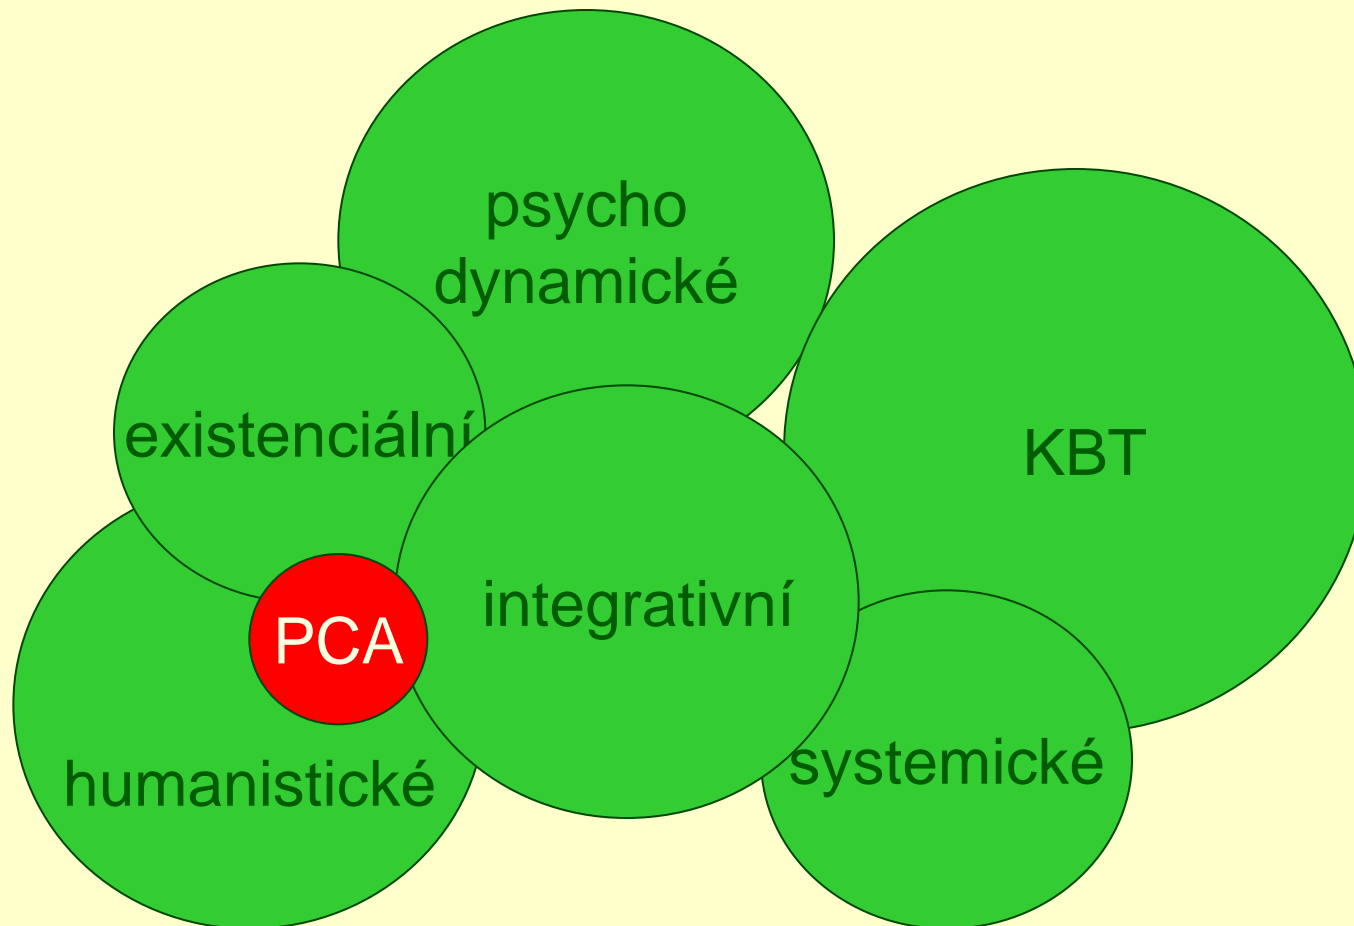 psycho
dynamické
existenciální
KBT
integrativní
PCA
systemické
humanistické